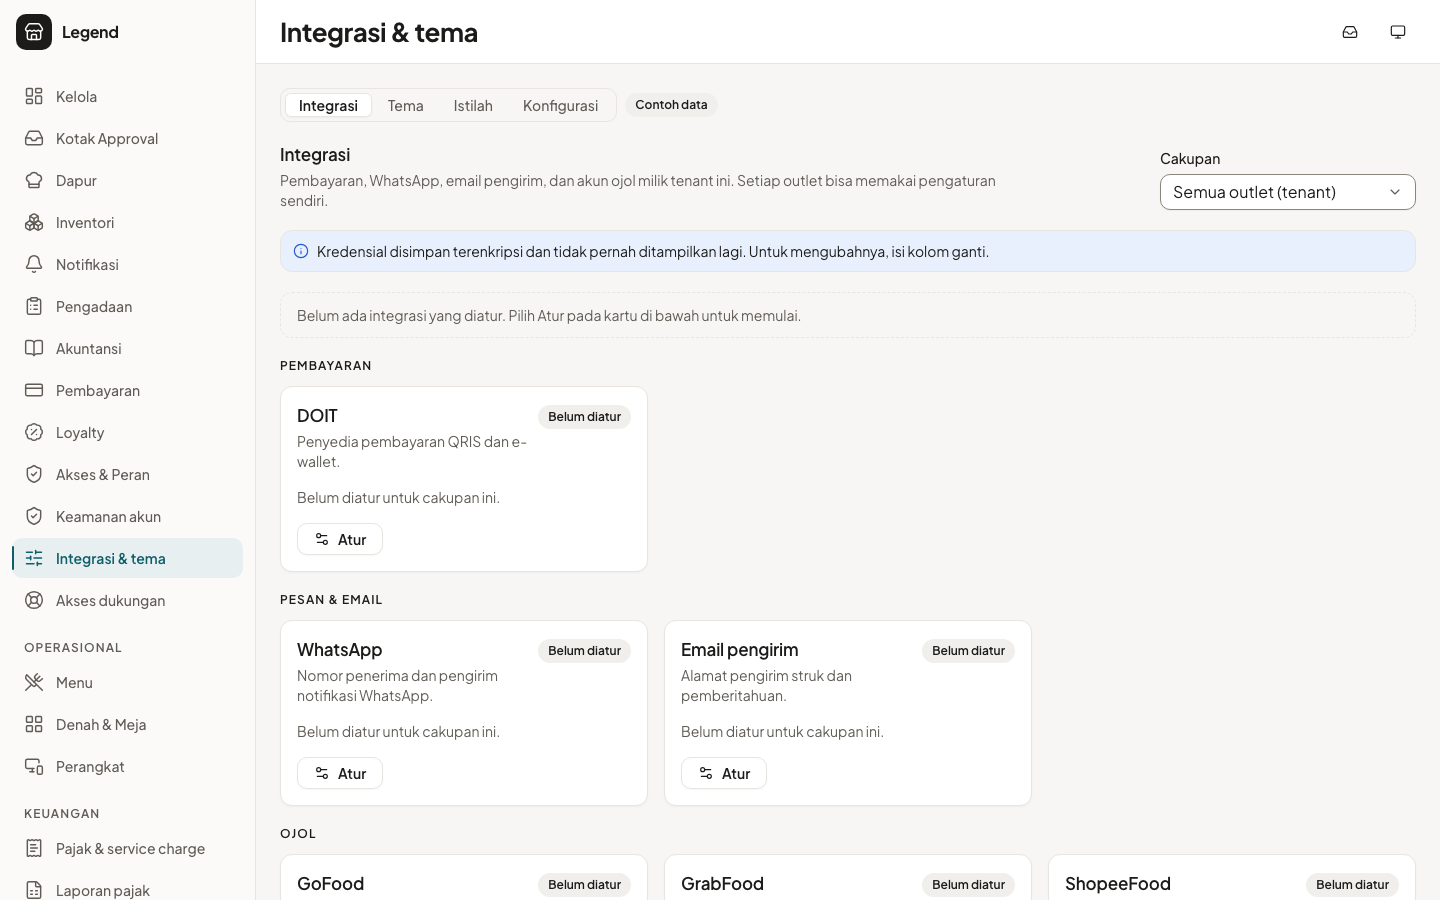 Legend
Kelola
Kotak Approval
Dapur
Inventori
Notifikasi
Pengadaan
Akuntansi
Pembayaran
Loyalty
Akses & Peran
Keamanan akun
Integrasi & tema
Akses dukungan
OPERASIONAL
Menu
Denah & Meja
Perangkat
KEUANGAN
Pajak & service charge
Laporan pajak
Integrasi & tema
Integrasi Tema Istilah Konfigurasi Contoh data
Integrasi
Pembayaran, WhatsApp, email pengirim, dan akun ojol milik tenant ini. Setiap outlet bisa memakai pengaturan
sendiri.
Cakupan
Semua outlet (tenant)
Kredensial disimpan terenkripsi dan tidak pernah ditampilkan lagi. Untuk mengubahnya, isi kolom ganti.
Belum ada integrasi yang diatur. Pilih Atur pada kartu di bawah untuk memulai.
PEMBAYARAN
DOIT Belum diatur
Penyedia pembayaran QRIS dan e-
wallet.
Belum diatur untuk cakupan ini.
Atur
PESAN & EMAIL
WhatsApp Belum diatur
Nomor penerima dan pengirim
notifikasi WhatsApp.
Belum diatur untuk cakupan ini.
Atur
Email pengirim Belum diatur
Alamat pengirim struk dan
pemberitahuan.
Belum diatur untuk cakupan ini.
Atur
OJOL
GoFood Belum diatur
GrabFood Belum diatur
ShopeeFood Belum diatur